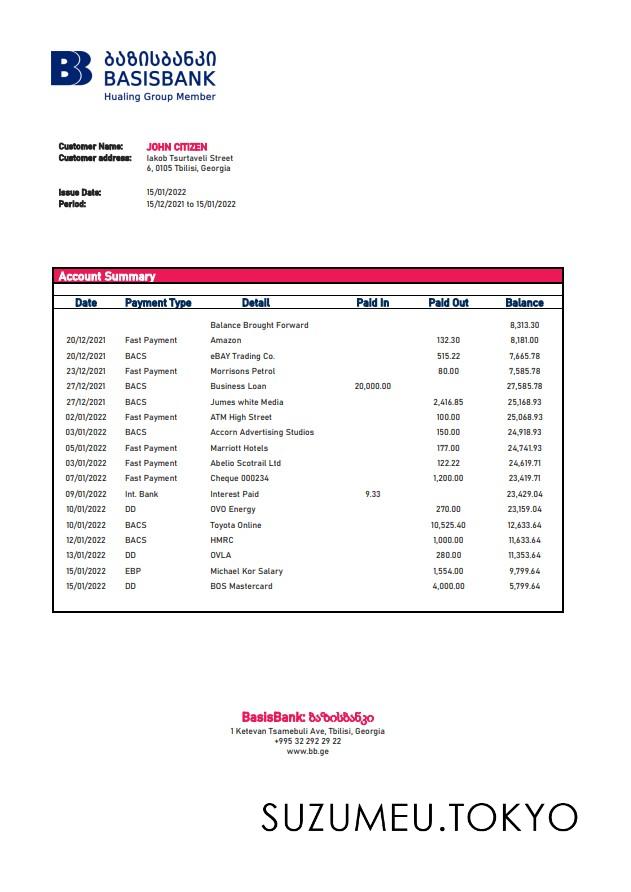 ბაზისბანკი
BASISBANK
Hualing Group Member
Customer Name: JOHN CITIZEN
Customer address: Iakob Tsurtaveli Street
6, 0105 Tbilisi, Georgia
Issue Date: 15/01/2022
Period: 15/12/2021 to 15/01/2022
Account Summary
Date Payment Type Detail Paid In Paid Out Balance
Balance Brought Forward 8,313.30
20/12/2021 Fast Payment Amazon 132.30 8,181.00
20/12/2021 BACS eBAY Trading Co. 515.22 7,665.78
23/12/2021 Fast Payment Morrisons Petrol 80.00 7,585.78
27/12/2021 BACS Business Loan 20,000.00 27,585.78
27/12/2021 BACS Jumes white Media 2,416.85 25,168.93
02/01/2022 Fast Payment ATM High Street 100.00 25,068.93
03/01/2022 BACS Accorn Advertising Studios 150.00 24,918.93
05/01/2022 Fast Payment Marriott Hotels 177.00 24,741.93
03/01/2022 Fast Payment Abelio Scotrail Ltd 122.22 24,619.71
07/01/2022 Fast Payment Cheque 000234 1,200.00 23,419.71
09/01/2022 Int. Bank Interest Paid 9.33 23,429.04
10/01/2022 DD OVO Energy 270.00 23,159.04
10/01/2022 BACS Toyota Online 10,525.40 12,633.64
12/01/2022 BACS HMRC 1,000.00 11,633.64
13/01/2022 DD OVLA 280.00 11,353.64
15/01/2022 EBP Michael Kor Salary 1,554.00 9,799.64
15/01/2022 DD BOS Mastercard 4,000.00 5,799.64
BasisBank: ბაზისბანკი
1 Ketevan Tsamebuli Ave, Tbilisi, Georgia
+995 32 292 29 22
www.bb.ge
SUZUMEU.TOKYO